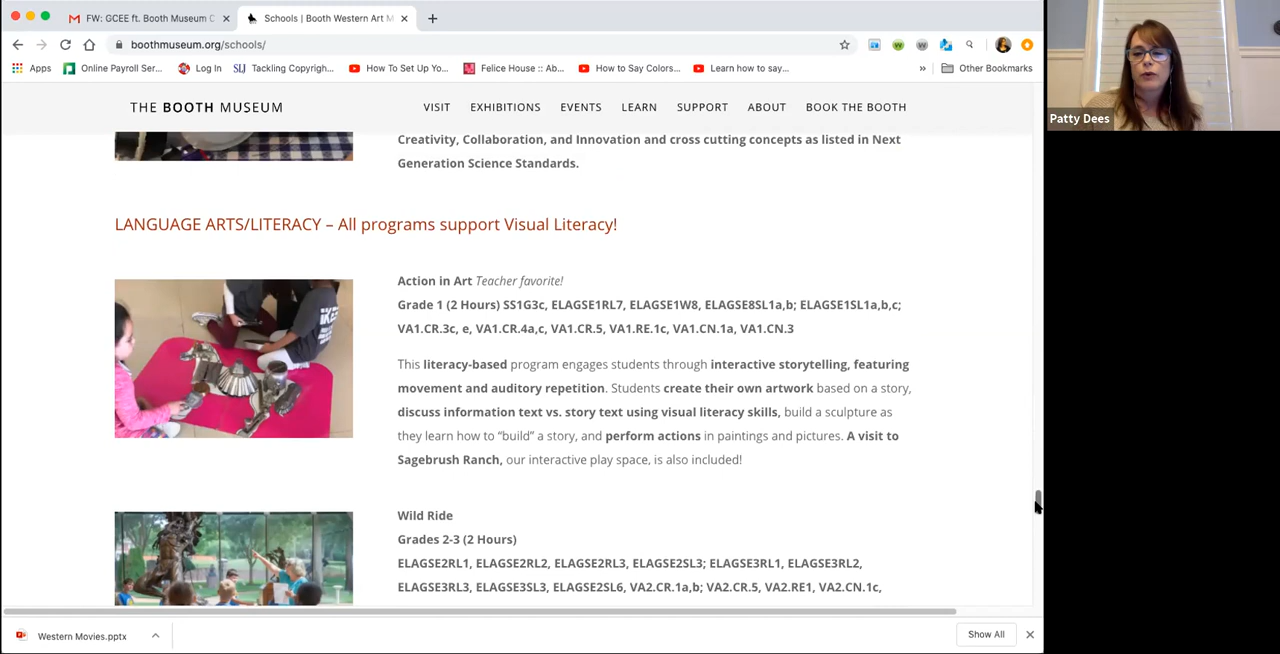 FW: GCEE ft. Booth Museum C
Schools | Booth Western Art M
boothmuseum.org/schools/
Apps
Online Payroll Ser...
Log In
Tackling Copyrigh...
How To Set Up Yo...
Felice House :: Ab...
How to Say Colors...
Learn how to say...
»
Other Bookmarks
Patty Dees
THE BOOTH MUSEUM
VISIT EXHIBITIONS EVENTS LEARN SUPPORT ABOUT BOOK THE BOOTH
Creativity, Collaboration, and Innovation and cross cutting concepts as listed in Next
Generation Science Standards.
LANGUAGE ARTS/LITERACY – All programs support Visual Literacy!
Action in Art Teacher favorite!
Grade 1 (2 Hours) SS1G3c, ELAGSE1RL7, ELAGSE1W8, ELAGSE8SL1a,b; ELAGSE1SL1a,b,c;
VA1.CR.3c, e, VA1.CR.4a,c, VA1.CR.5, VA1.RE.1c, VA1.CN.1a, VA1.CN.3
This literacy-based program engages students through interactive storytelling, featuring
movement and auditory repetition. Students create their own artwork based on a story,
discuss information text vs. story text using visual literacy skills, build a sculpture as
they learn how to “build” a story, and perform actions in paintings and pictures. A visit to
Sagebrush Ranch, our interactive play space, is also included!
Wild Ride
Grades 2-3 (2 Hours)
ELAGSE2RL1, ELAGSE2RL2, ELAGSE2RL3, ELAGSE2SL3; ELAGSE3RL1, ELAGSE3RL2,
ELAGSE3RL3, ELAGSE3SL3, ELAGSE2SL6, VA2.CR.1a,b; VA2.CR.5, VA2.RE1, VA2.CN.1c,
Western Movies.pptx
Show All